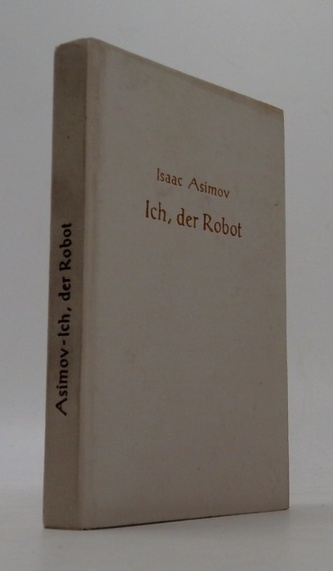 Isaac Asimov
Ich, der Robot
Asimov-Ich, der Robot